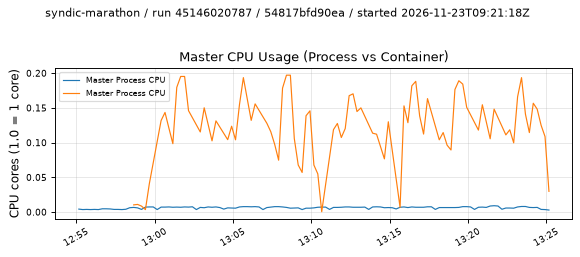 syndic-marathon / run 45146020787 / 54817bfd90ea / started 2026-11-23T09:21:18Z
Master CPU Usage (Process vs Container)
CPU cores (1.0 = 1 core)
0.20
0.15
0.10
0.05
0.00
Master Process CPU
Master Process CPU
12:55
13:00
13:05
13:10
13:15
13:20
13:25